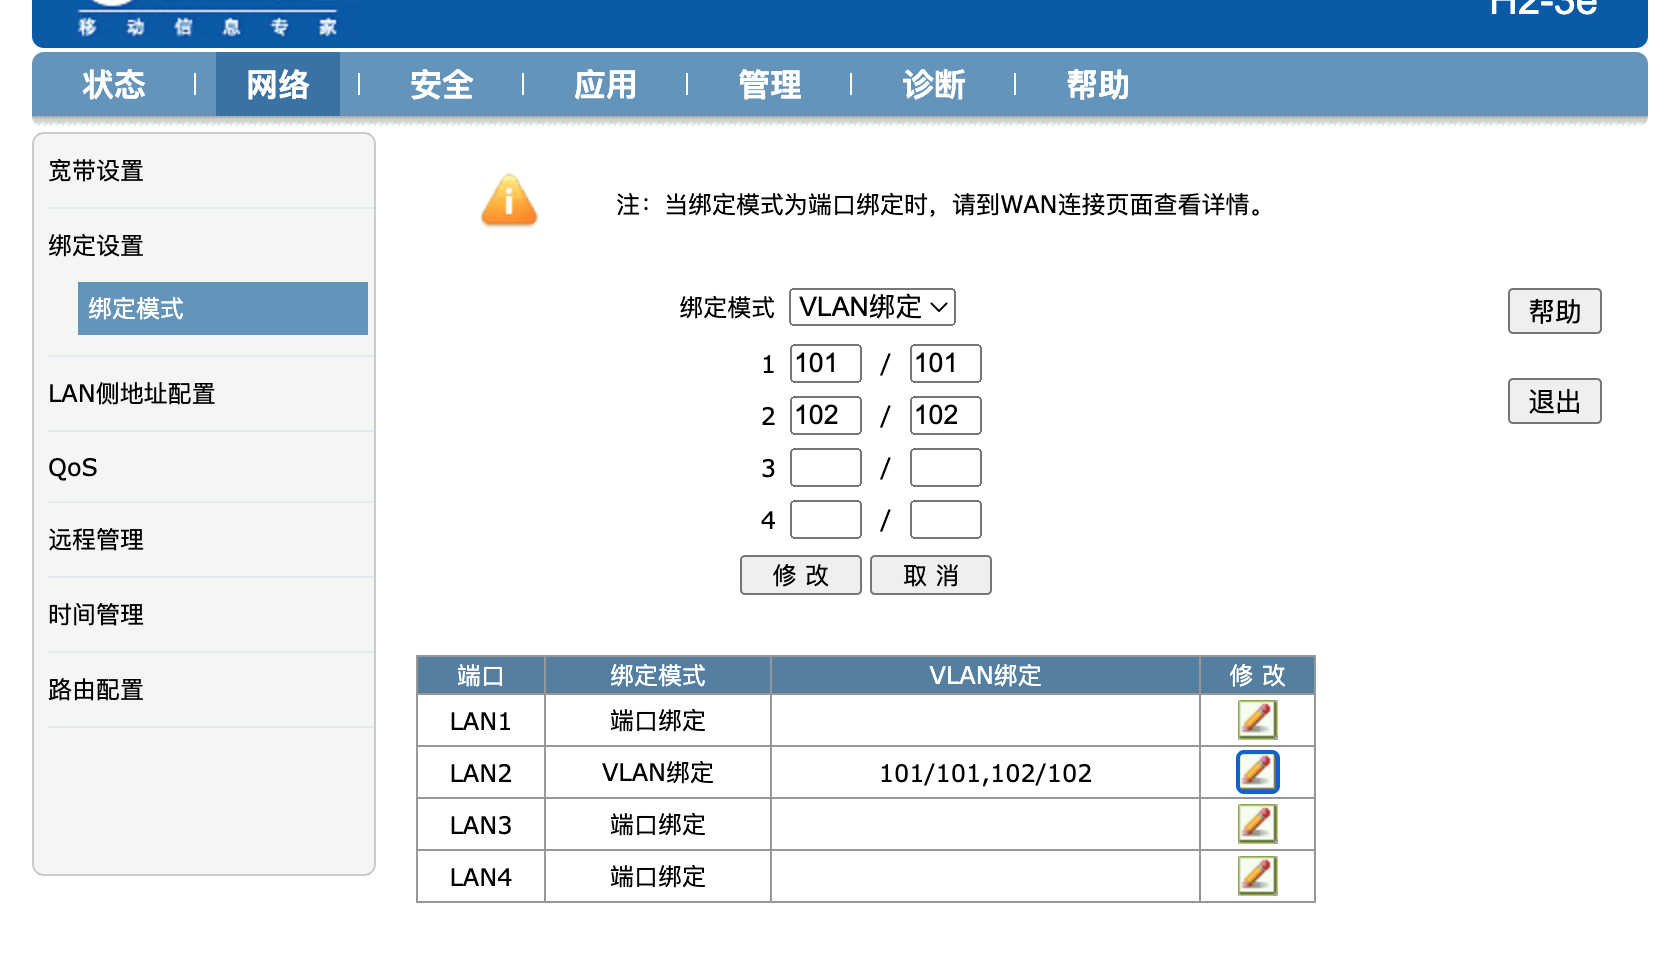 移动信息专家
H2-3e
状态 网络 安全 应用 管理 诊断 帮助
宽带设置
绑定设置
绑定模式
LAN侧地址配置
QoS
远程管理
时间管理
路由配置
注：当绑定模式为端口绑定时，请到WAN连接页面查看详情。
绑定模式 VLAN绑定
1 101 / 101
2 102 / 102
3 /
4 /
修 改 取 消
帮助
退出
端口 绑定模式 VLAN绑定 修 改
LAN1 端口绑定
LAN2 VLAN绑定 101/101,102/102
LAN3 端口绑定
LAN4 端口绑定